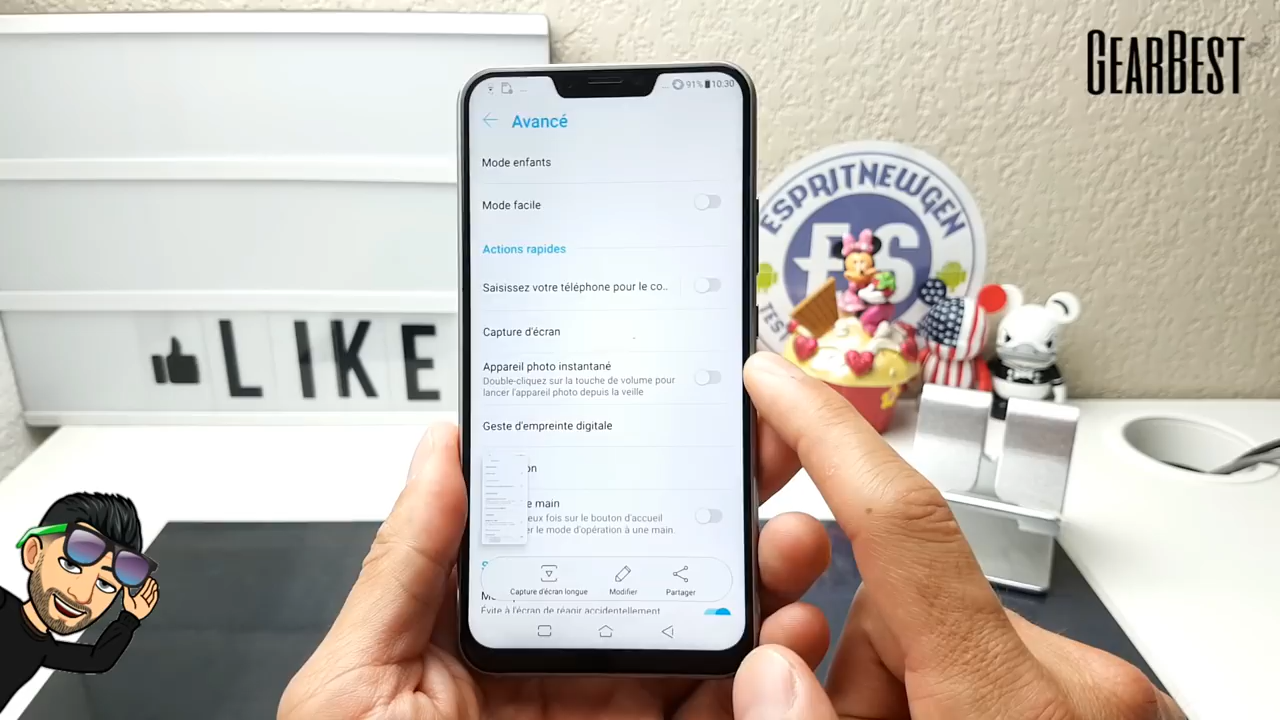 GEARBEST
91% 10:30
Avancé
Mode enfants
Mode facile
Actions rapides
Saisissez votre téléphone pour le co..
Capture d'écran
Appareil photo instantané
Double-cliquez sur la touche de volume pour
lancer l'appareil photo depuis la veille
Geste d'empreinte digitale
on
e main
eux fois sur le bouton d'accueil
er le mode d'opération à une main.
S
Capture d'écran longue
Modifier
Partager
Évite à l'écran de réagir accidentellement
LIKE
ESPRITNEWGEN
ES
TES